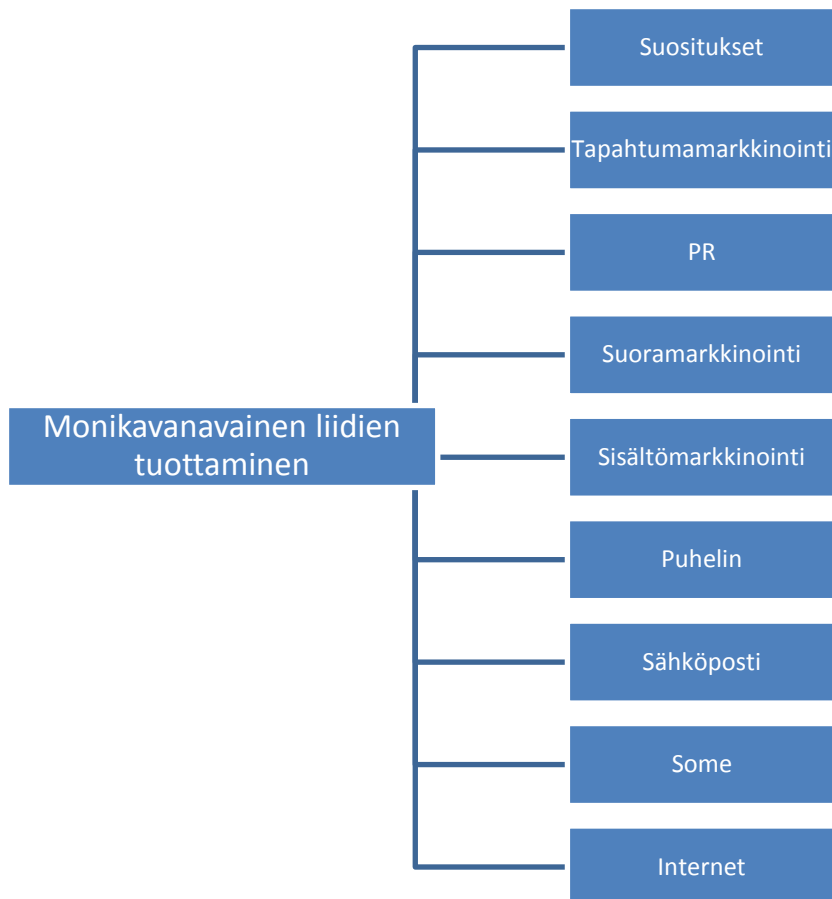 Suositukset
Tapahtumamarkkinointi
PR
Suoramarkkinointi
Monikavanavainen liidien
tuottaminen
Sisältömarkkinointi
Puhelin
Sähköposti
Some
Internet